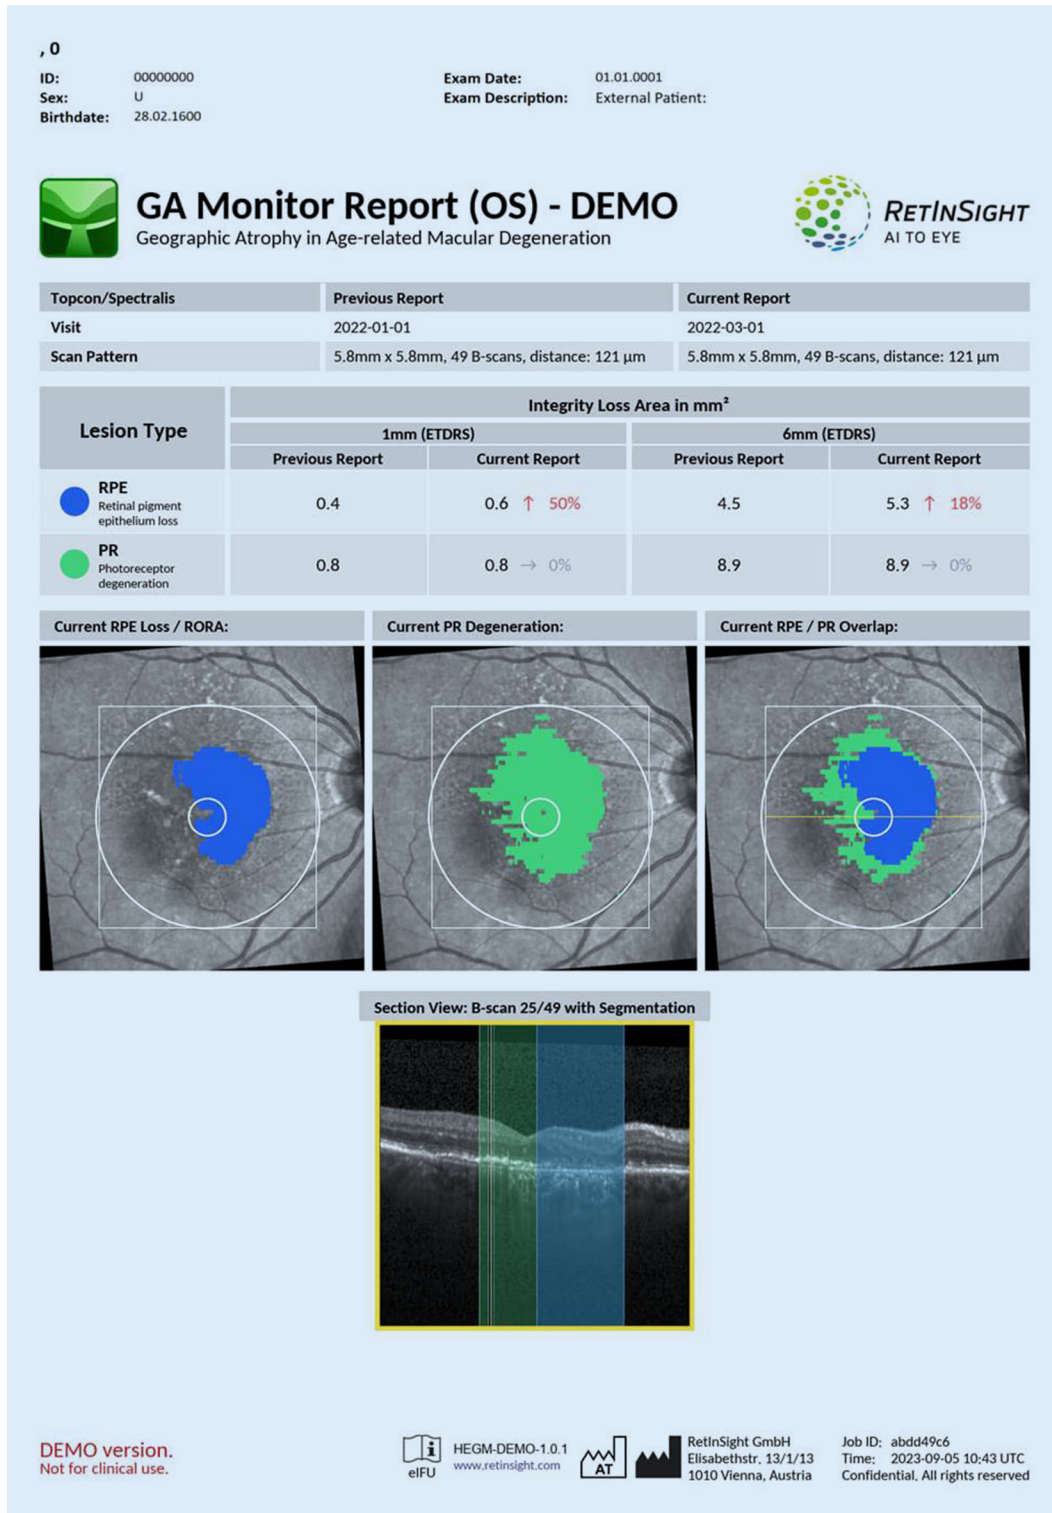 , 0
ID: 00000000 Exam Date: 01.01.0001
Sex: U Exam Description: External Patient:
Birthdate: 28.02.1600
GA Monitor Report (OS) - DEMO
Geographic Atrophy in Age-related Macular Degeneration
RETINSIGHT
AI TO EYE
Topcon/Spectralis Previous Report Current Report
Visit 2022-01-01 2022-03-01
Scan Pattern 5.8mm x 5.8mm, 49 B-scans, distance: 121 µm 5.8mm x 5.8mm, 49 B-scans, distance: 121 µm
Lesion Type
Integrity Loss Area in mm²
1mm (ETDRS) 6mm (ETDRS)
Previous Report Current Report Previous Report Current Report
RPE
Retinal pigment
epithelium loss
0.4 0.6 ↑ 50% 4.5 5.3 ↑ 18%
PR
Photoreceptor
degeneration
0.8 0.8 → 0% 8.9 8.9 → 0%
Current RPE Loss / RORA: Current PR Degeneration: Current RPE / PR Overlap:
Section View: B-scan 25/49 with Segmentation
DEMO version.
Not for clinical use.
i
eIFU
HEGM-DEMO-1.0.1
www.retinsight.com
AT
RetInSight GmbH
Elisabethstr. 13/1/13
1010 Vienna, Austria
Job ID: abdd49c6
Time: 2023-09-05 10:43 UTC
Confidential, All rights reserved